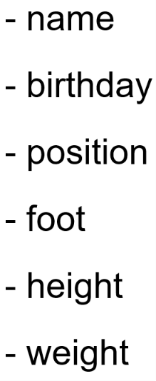 - name
- birthday
- position
- foot
- height
- weight